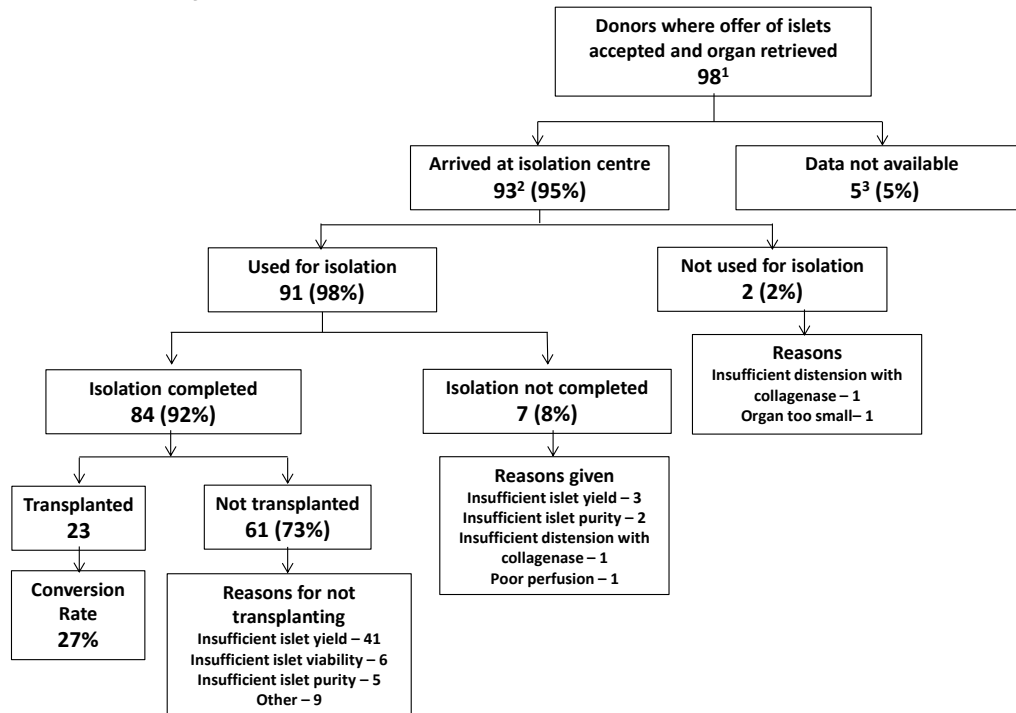 Donors where offer of islets
accepted and organ retrieved
98¹
Arrived at isolation centre
93² (95%)
Data not available
5³ (5%)
Used for isolation
91 (98%)
Not used for isolation
2 (2%)
Reasons
Insufficient distension with
collagenase – 1
Organ too small– 1
Isolation completed
84 (92%)
Isolation not completed
7 (8%)
Reasons given
Insufficient islet yield – 3
Insufficient islet purity – 2
Insufficient distension with
collagenase – 1
Poor perfusion – 1
Transplanted
23
Not transplanted
61 (73%)
Conversion
Rate
27%
Reasons for not
transplanting
Insufficient islet yield – 41
Insufficient islet viability – 6
Insufficient islet purity – 5
Other – 9